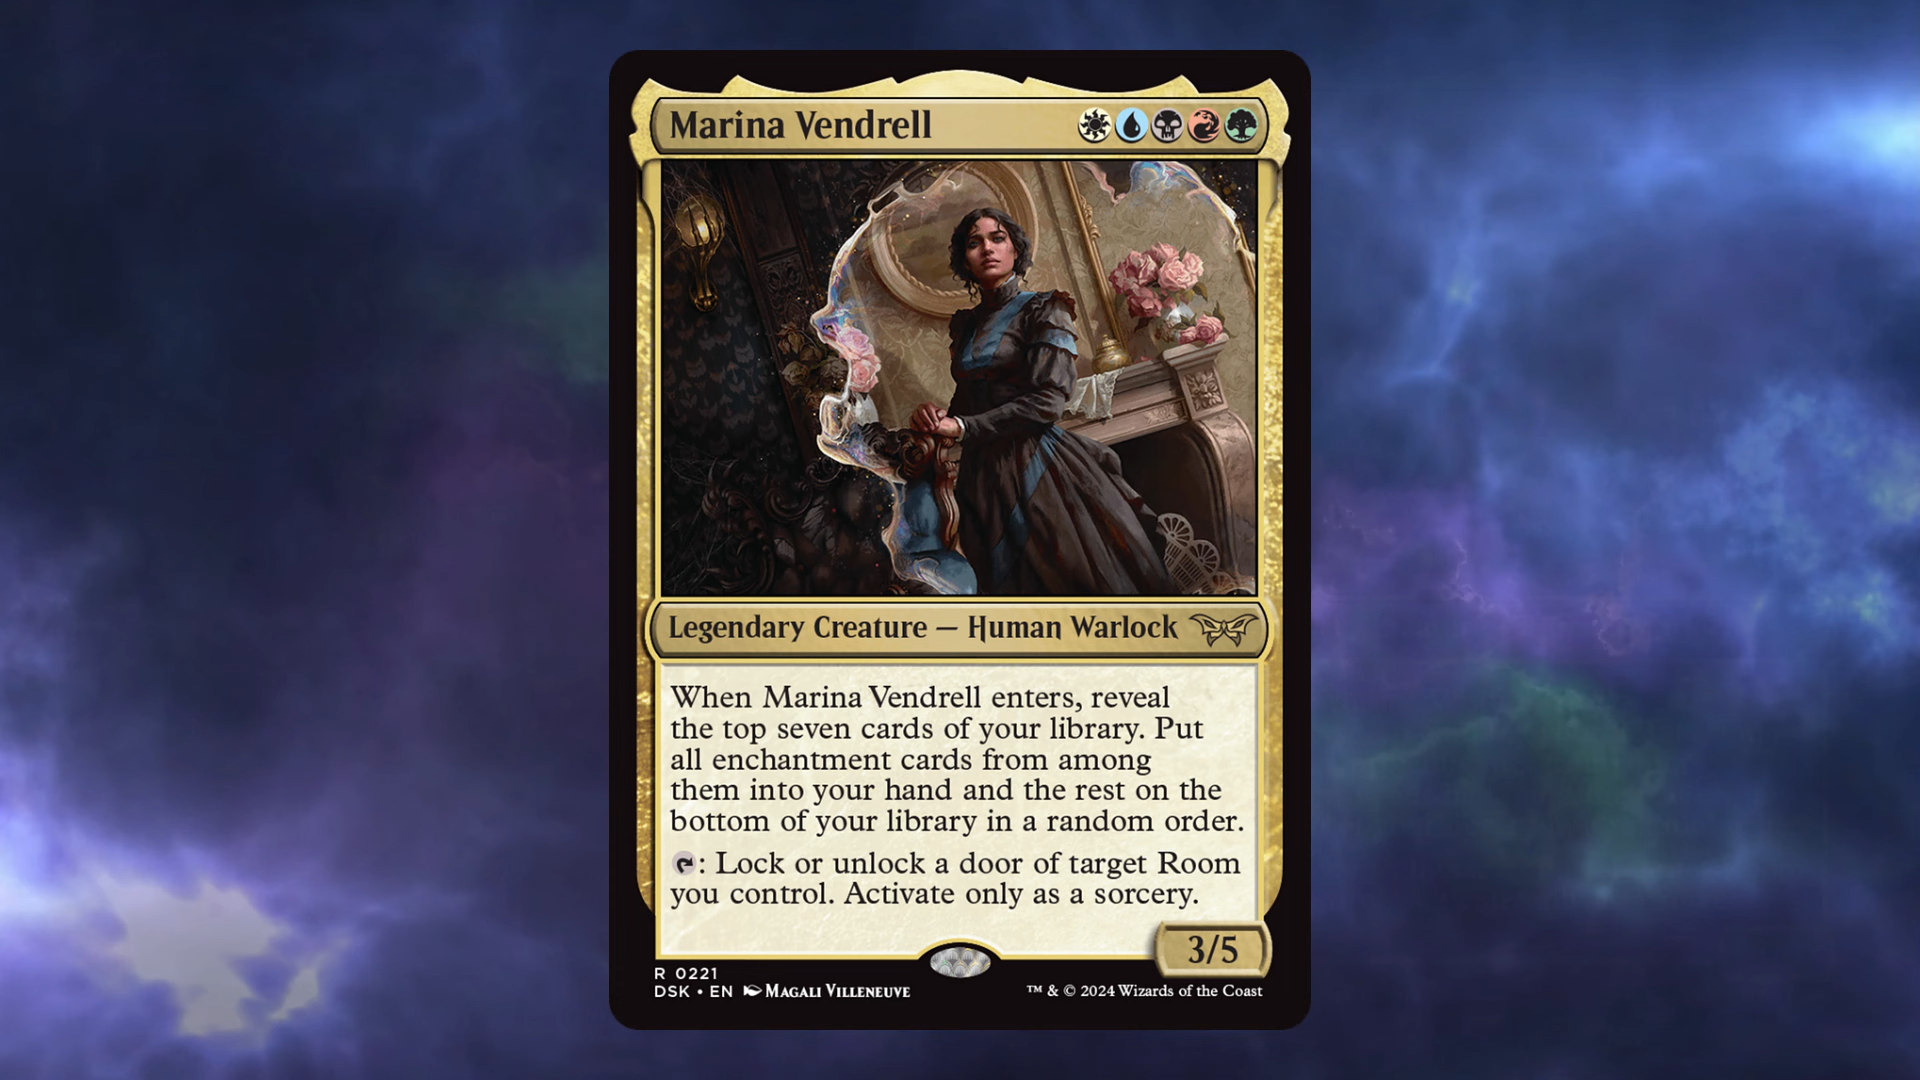 Marina Vendrell
Legendary Creature — Human Warlock
When Marina Vendrell enters, reveal
the top seven cards of your library. Put
all enchantment cards from among
them into your hand and the rest on the
bottom of your library in a random order.
: Lock or unlock a door of target Room
you control. Activate only as a sorcery.
3/5
R 0221
DSK • EN MAGALI VILLENEUVE
™ & © 2024 Wizards of the Coast